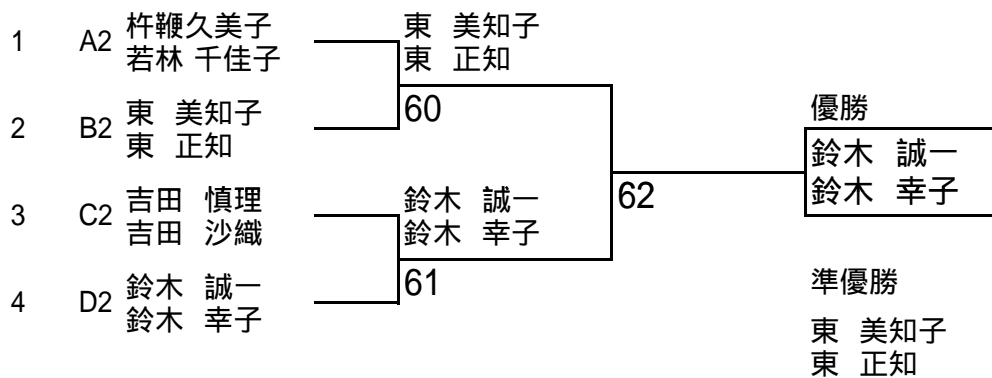 1 A2 杵鞭久美子
若林 千佳子
2 B2 東 美知子
東 正知
3 C2 吉田 慎理
吉田 沙織
4 D2 鈴木 誠一
鈴木 幸子
東 美知子
東 正知
60
鈴木 誠一
鈴木 幸子
61
62
優勝
鈴木 誠一
鈴木 幸子
準優勝
東 美知子
東 正知